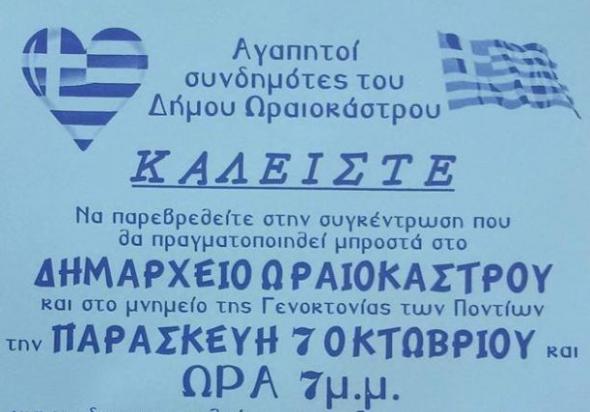 Αγαπητοί
συνδημότες του
Δήμου Ωραιοκάστρου
ΚΑΛΕΙΣΤΕ
Να παρεβρεθείτε στην συγκέντρωση που
θα πραγματοποιηθεί μπροστά στο
ΔΗΜΑΡΧΕΙΟ ΩΡΑΙΟΚΑΣΤΡΟΥ
και στο μνημείο της Γενοκτονίας των Ποντίων
την ΠΑΡΑΣΚΕΥΗ 7 ΟΚΤΩΒΡΙΟΥ και
ΩΡΑ 7μ.μ.